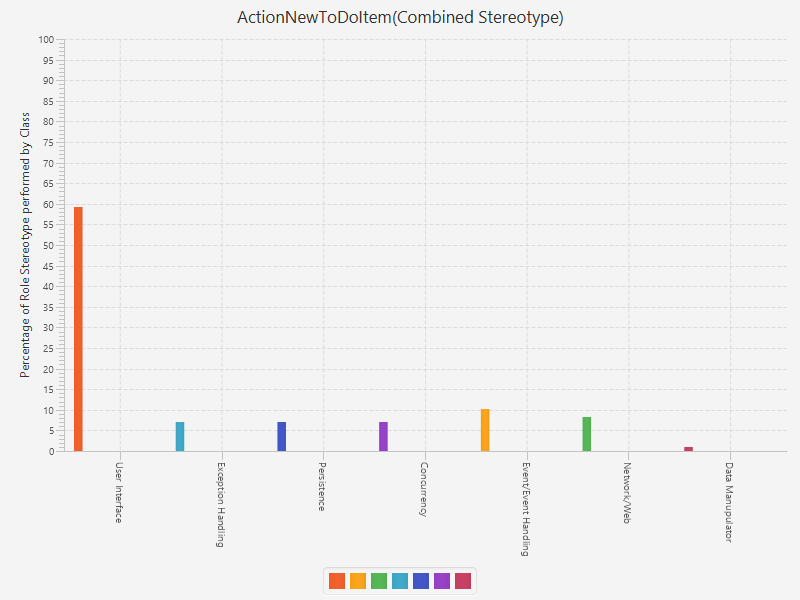 ActionNewToDoItem(Combined Stereotype)
Percentage of Role Stereotype performed by Class
100
95
90
85
80
75
70
65
60
55
50
45
40
35
30
25
20
15
10
5
0
User Interface
Exception Handling
Persistence
Concurrency
Event/Event Handling
Network/Web
Data Manupulator